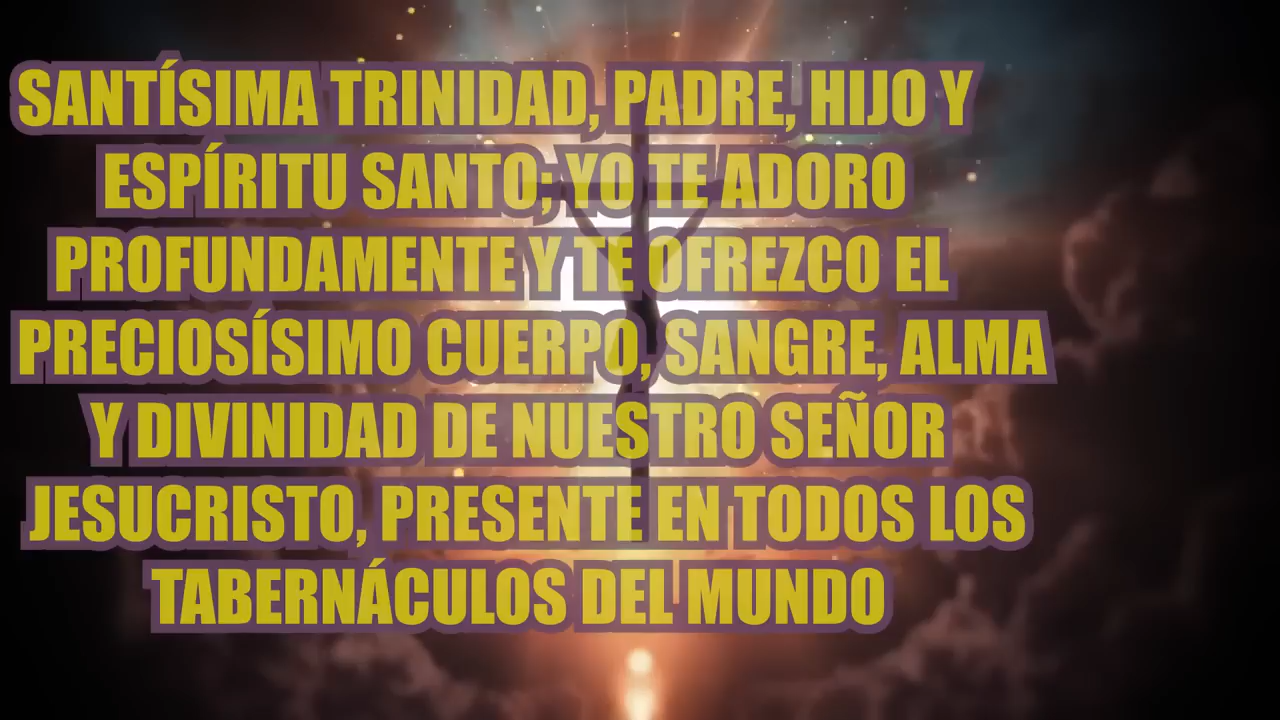 SANTÍSIMA TRINIDAD, PADRE, HIJO Y
ESPÍRITU SANTO; YO TE ADORO
PROFUNDAMENTE Y TE OFREZCO EL
PRECIOSÍSIMO CUERPO, SANGRE, ALMA
Y DIVINIDAD DE NUESTRO SEÑOR
JESUCRISTO, PRESENTE EN TODOS LOS
TABERNÁCULOS DEL MUNDO